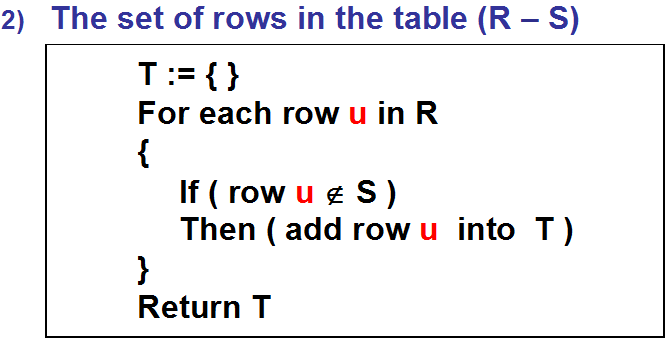 2) The set of rows in the table (R – S)
T := { }
For each row u in R
{
If ( row u ∉ S )
Then ( add row u into T )
}
Return T